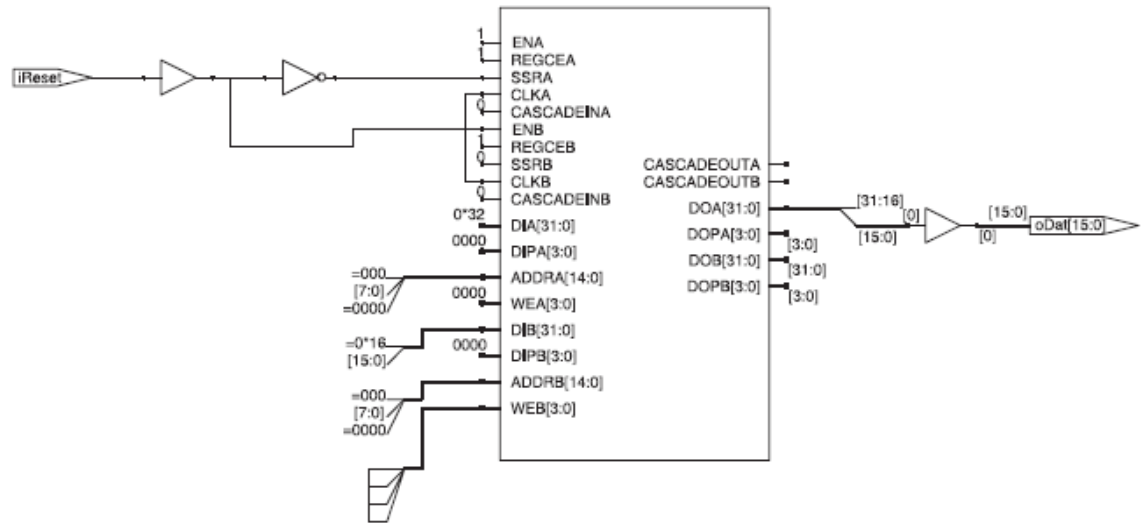 1
ENA
1
REGCEA
iReset
SSRA
CLKA
0
CASCADEINA
ENB
1
REGCEB
0
SSRB
CLKB
0
CASCADEINB
0*32
DIA[31:0]
0000
DIPA[3:0]
=000
[7:0]
=0000
ADDRA[14:0]
0000
WEA[3:0]
=0*16
[15:0]
DIB[31:0]
0000
DIPB[3:0]
=000
[7:0]
=0000
ADDRB[14:0]
WEB[3:0]
CASCADEOUTA
CASCADEOUTB
DOA[31:0]
DOPA[3:0]
[3:0]
DOB[31:0]
[31:0]
DOPB[3:0]
[3:0]
[31:16]
[15:0]
[0]
[15:0]
[0]
oDat[15:0